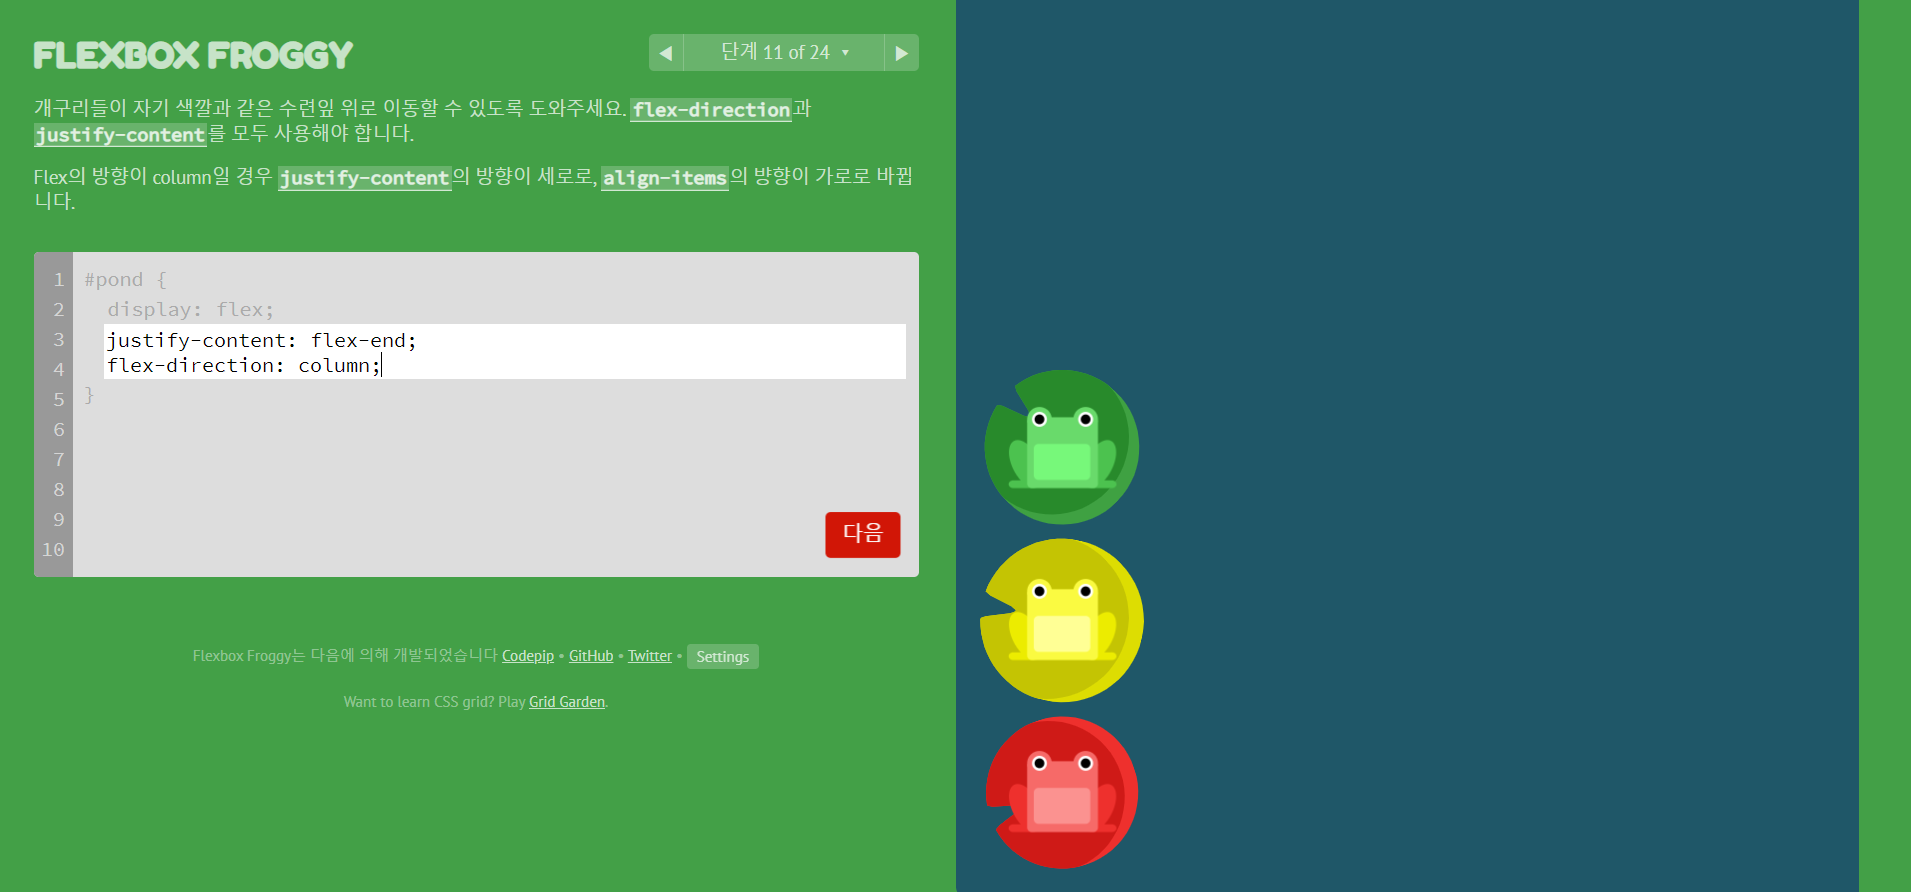 FLEXBOX FROGGY
◀ 단계 11 of 24 ▼ ▶
개구리들이 자기 색깔과 같은 수련잎 위로 이동할 수 있도록 도와주세요. flex-direction과
justify-content를 모두 사용해야 합니다.
Flex의 방향이 column일 경우 justify-content의 방향이 세로로, align-items의 뱡향이 가로로 바뀝
니다.
1 #pond {
2 display: flex;
3 justify-content: flex-end;
4 flex-direction: column;
5 }
6
7
8
9
10
다음
Flexbox Froggy는 다음에 의해 개발되었습니다 Codepip • GitHub • Twitter • Settings
Want to learn CSS grid? Play Grid Garden.